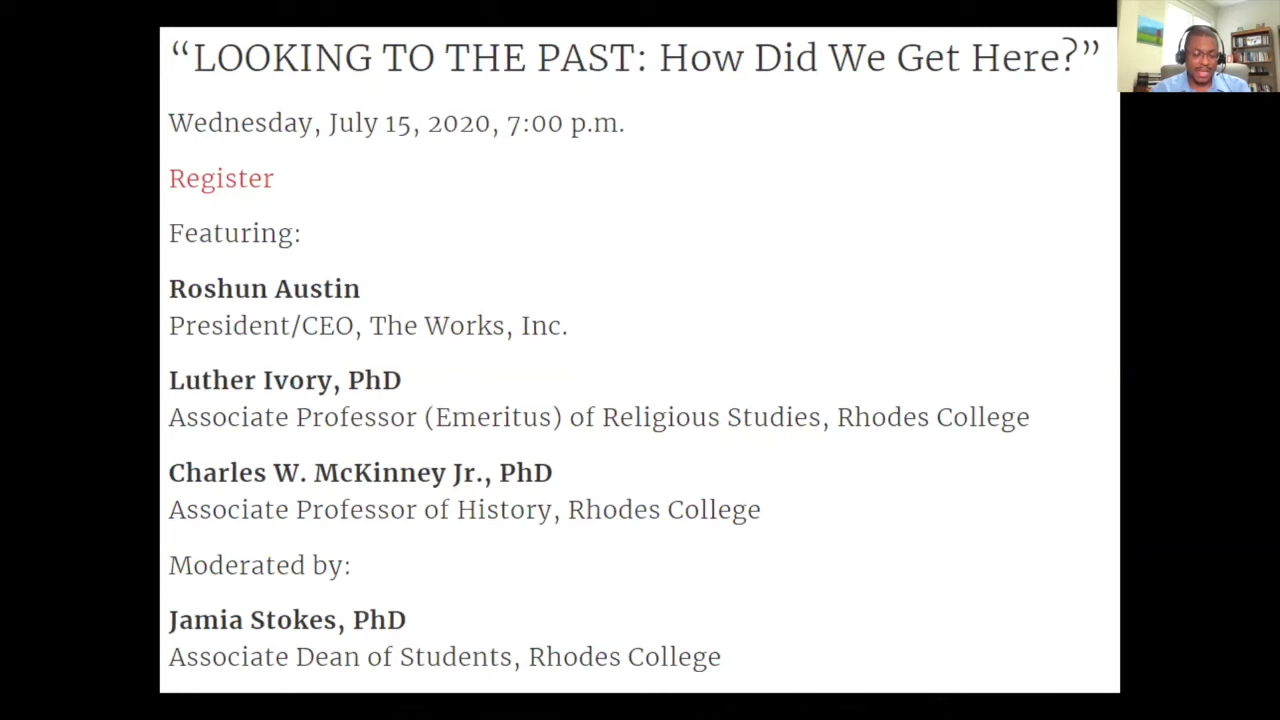 “LOOKING TO THE PAST: How Did We Get Here?”
Wednesday, July 15, 2020, 7:00 p.m.
Register
Featuring:
Roshun Austin
President/CEO, The Works, Inc.
Luther Ivory, PhD
Associate Professor (Emeritus) of Religious Studies, Rhodes College
Charles W. McKinney Jr., PhD
Associate Professor of History, Rhodes College
Moderated by:
Jamia Stokes, PhD
Associate Dean of Students, Rhodes College